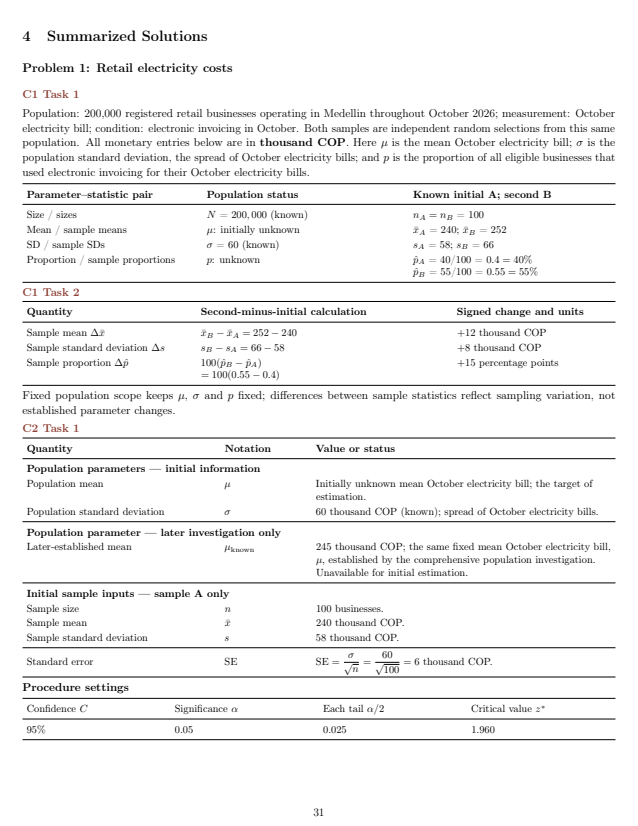 4 Summarized Solutions
Problem 1: Retail electricity costs
C1 Task 1
Population: 200,000 registered retail businesses operating in Medellin throughout October 2026; measurement: October
electricity bill; condition: electronic invoicing in October. Both samples are independent random selections from this same
population. All monetary entries below are in thousand COP. Here μ is the mean October electricity bill; σ is the
population standard deviation, the spread of October electricity bills; and p is the proportion of all eligible businesses that
used electronic invoicing for their October electricity bills.
Parameter–statistic pair Population status Known initial A; second B
Size / sizes N = 200,000 (known) n_A = n_B = 100
Mean / sample means μ: initially unknown x̄_A = 240; x̄_B = 252
SD / sample SDs σ = 60 (known) s_A = 58; s_B = 66
Proportion / sample proportions p: unknown p̂_A = 40/100 = 0.4 = 40%
p̂_B = 55/100 = 0.55 = 55%
C1 Task 2
Quantity Second-minus-initial calculation Signed change and units
Sample mean Δx̄ x̄_B − x̄_A = 252 − 240 +12 thousand COP
Sample standard deviation Δs s_B − s_A = 66 − 58 +8 thousand COP
Sample proportion Δp̂ 100(p̂_B − p̂_A) +15 percentage points
= 100(0.55 − 0.4)
Fixed population scope keeps μ, σ and p fixed; differences between sample statistics reflect sampling variation, not
established parameter changes.
C2 Task 1
Quantity Notation Value or status
Population parameters — initial information
Population mean μ Initially unknown mean October electricity bill; the target of
estimation.
Population standard deviation σ 60 thousand COP (known); spread of October electricity bills.
Population parameter — later investigation only
Later-established mean μ_known 245 thousand COP; the same fixed mean October electricity bill,
μ, established by the comprehensive population investigation.
Unavailable for initial estimation.
Initial sample inputs — sample A only
Sample size n 100 businesses.
Sample mean x̄ 240 thousand COP.
Sample standard deviation s 58 thousand COP.
Standard error SE SE = σ/√n = 60/√100 = 6 thousand COP.
Procedure settings
Confidence C Significance α Each tail α/2 Critical value z*
95% 0.05 0.025 1.960
31